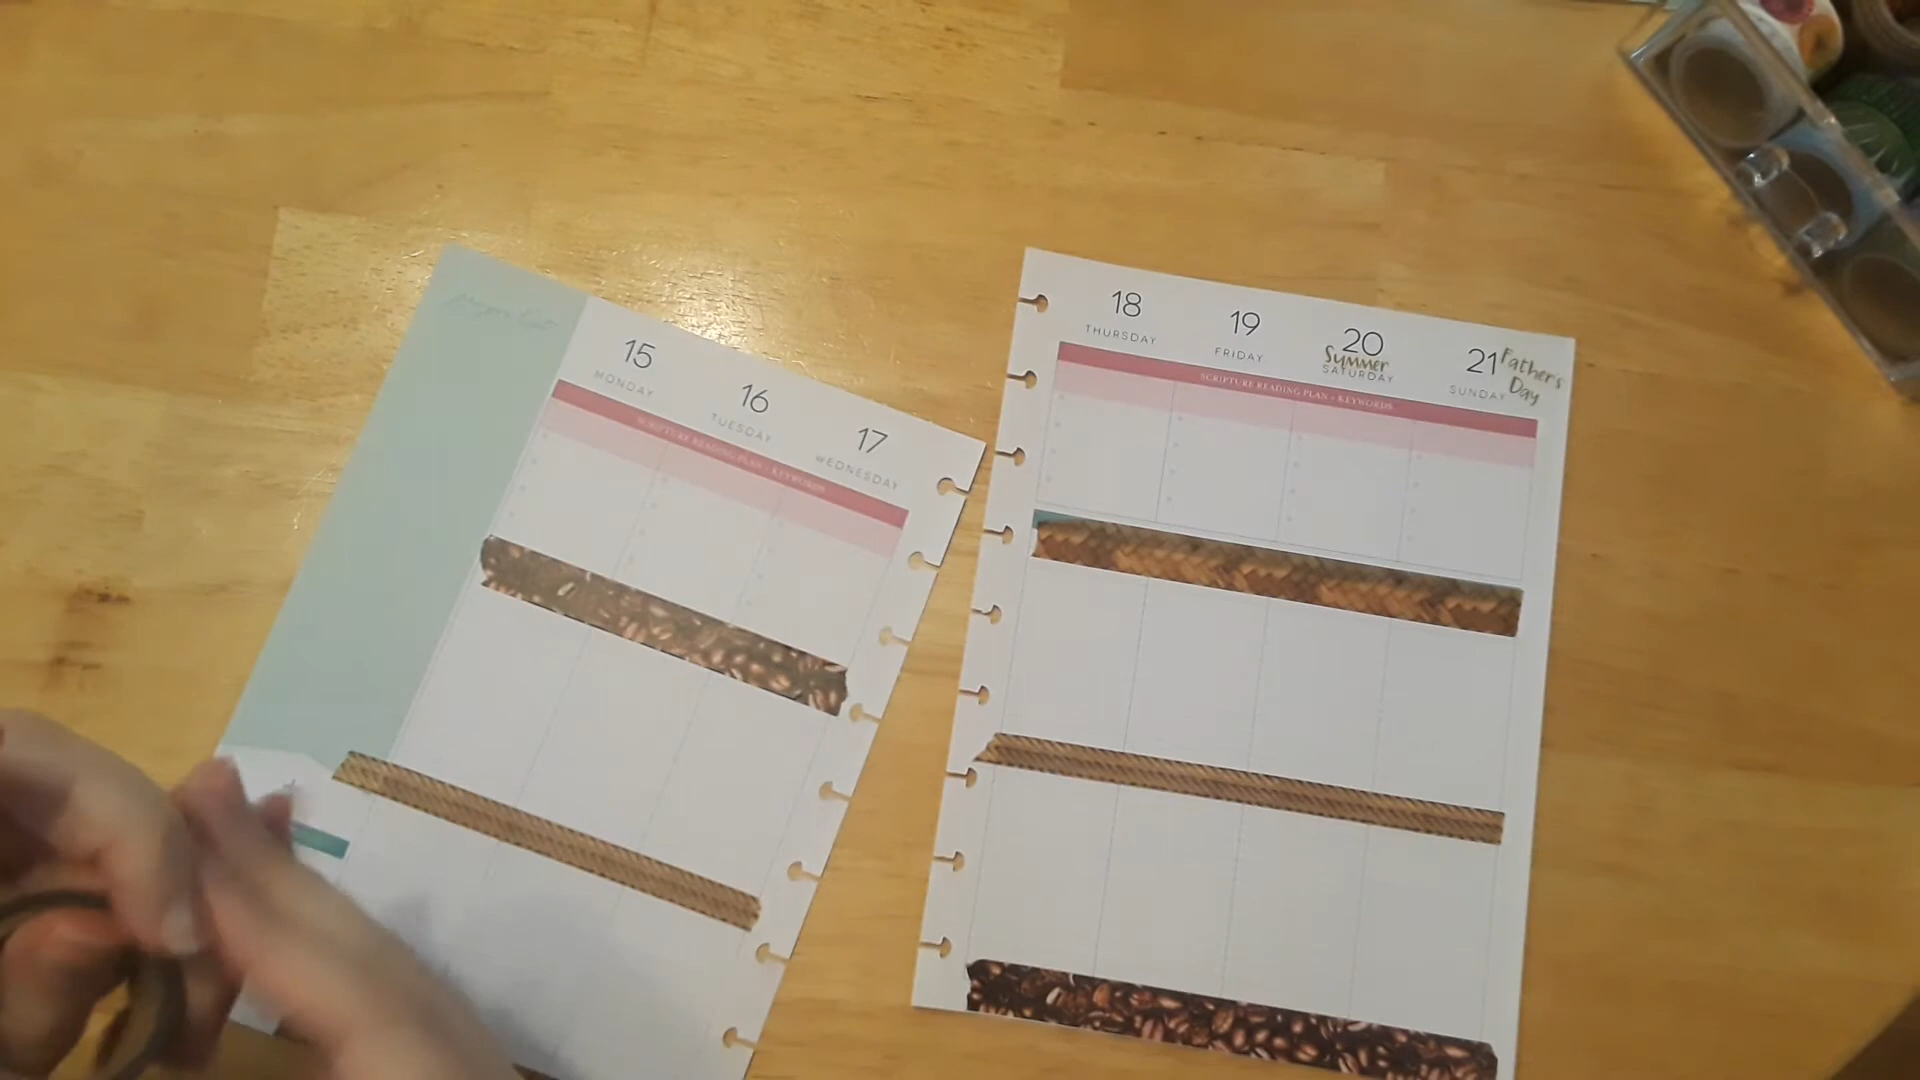 15
MONDAY
16
TUESDAY
17
WEDNESDAY
SCRIPTURE READING PLAN + KEYWORDS
18
THURSDAY
19
FRIDAY
20
Summer
SATURDAY
21
SUNDAY
Father's
Day
SCRIPTURE READING PLAN + KEYWORDS